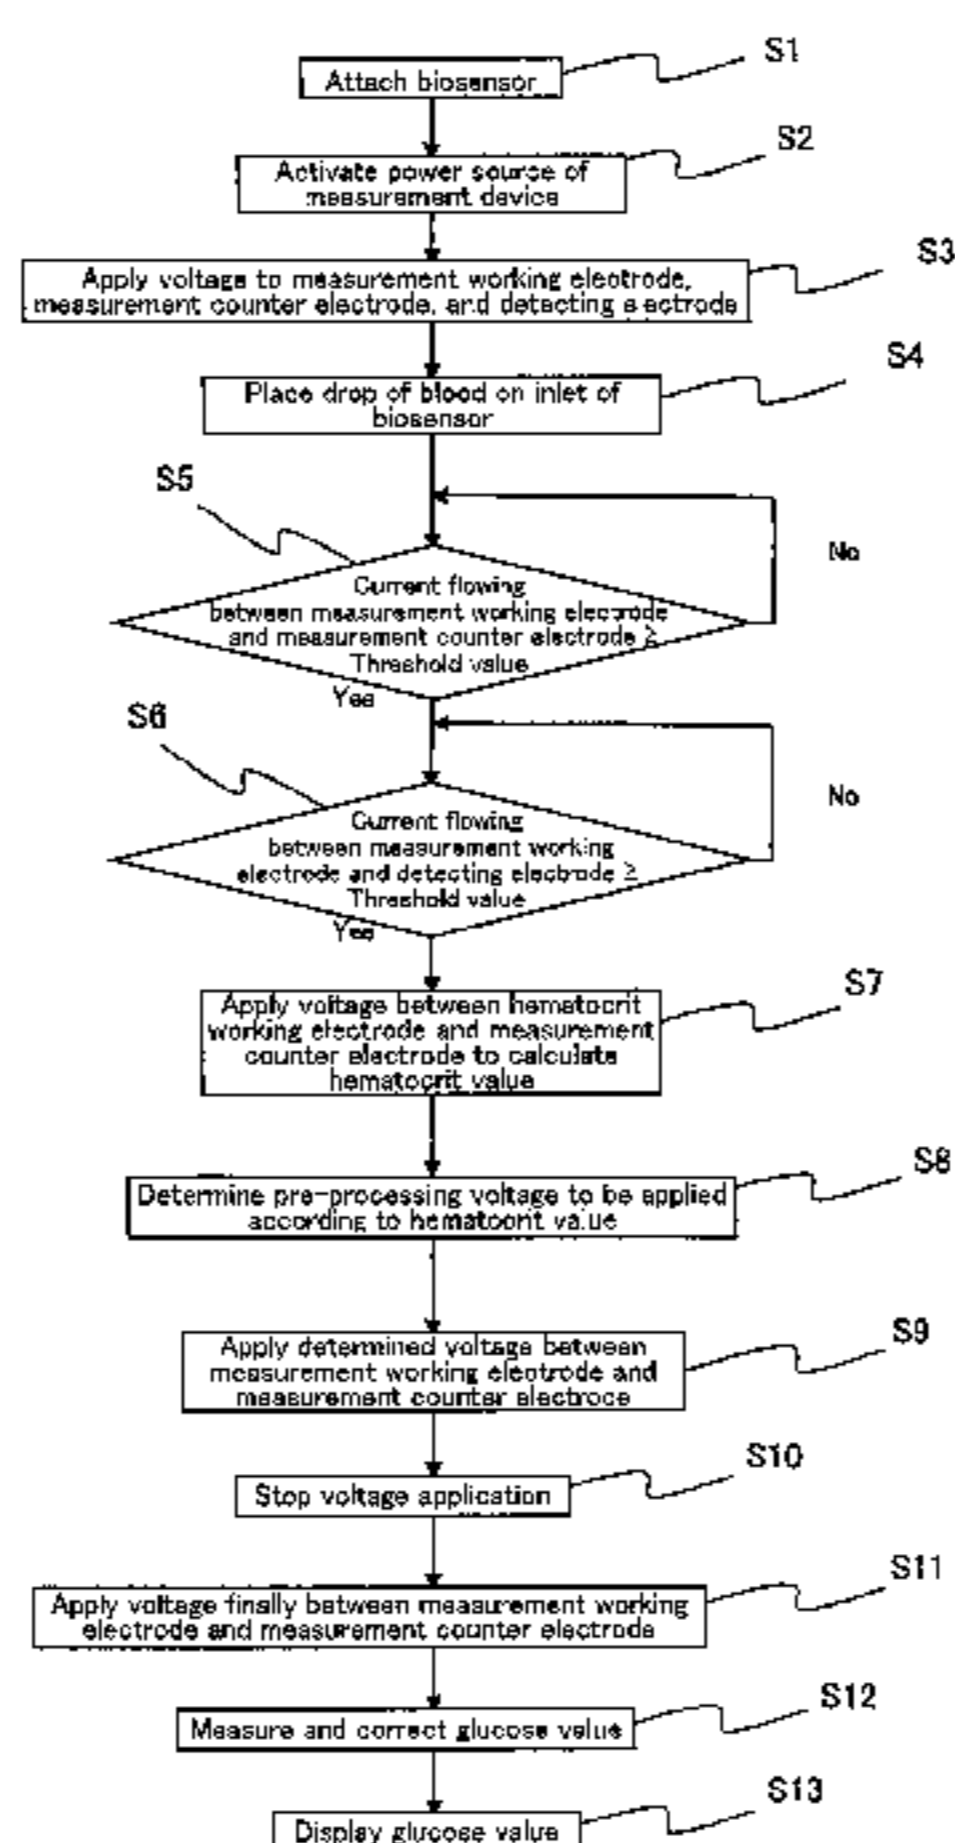 S1
Attach biosensor
S2
Activate power source of
measurement device
S3
Apply voltage to measurement working electrode,
measurement counter electrode, and detecting electrode
S4
Place drop of blood on inlet of
biosensor
S5
No
Current flowing
between measurement working electrode
and measurement counter electrode ≥
Threshold value
Yes
S6
No
Current flowing
between measurement working
electrode and detecting electrode ≥
Threshold value
Yes
S7
Apply voltage between hematocrit
working electrode and measurement
counter electrode to calculate
hematocrit value
S8
Determine pre-processing voltage to be applied
according to hematocrit value
S9
Apply determined voltage between
measurement working electrode and
measurement counter electrode
S10
Stop voltage application
S11
Apply voltage finally between measurement working
electrode and measurement counter electrode
S12
Measure and correct glucose value
S13
Display glucose value